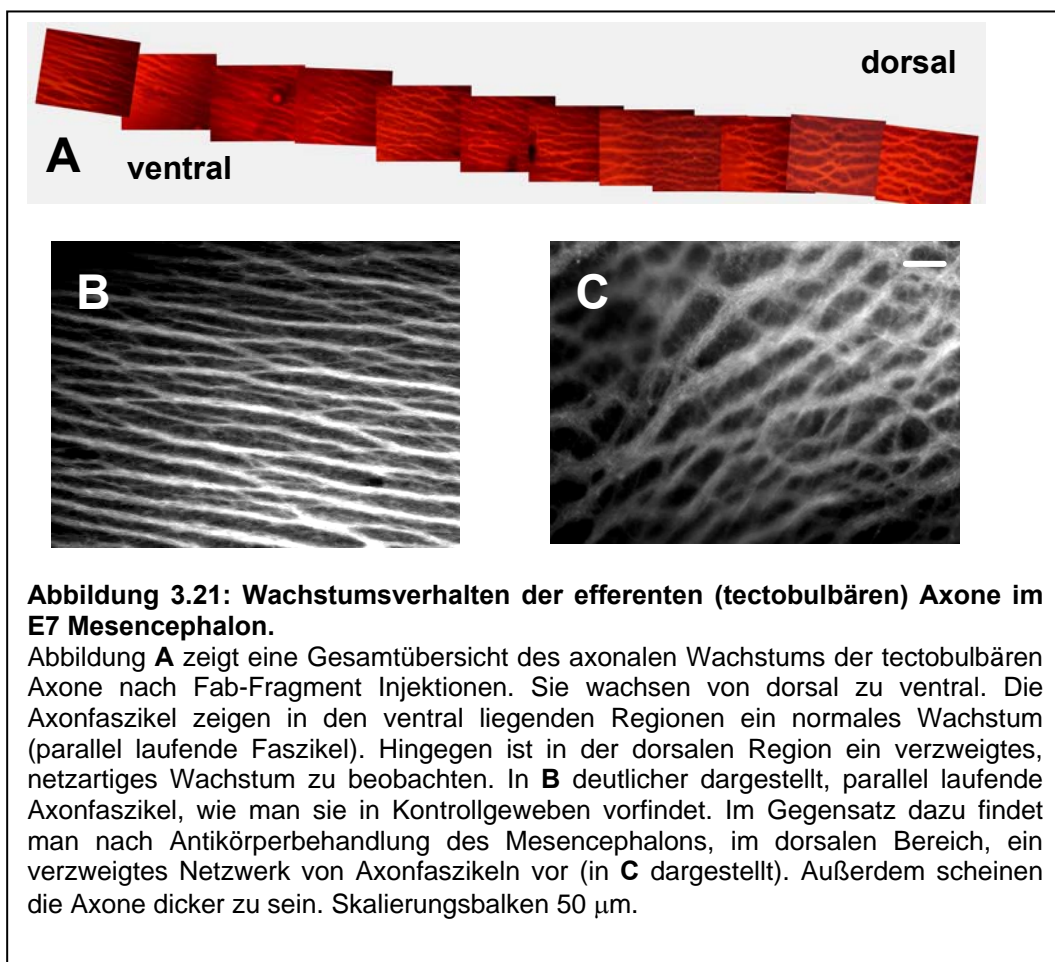 dorsal
A
ventral
B
C
Abbildung 3.21: Wachstumsverhalten der efferenten (tectobulbären) Axone im
E7 Mesencephalon.
Abbildung A zeigt eine Gesamtübersicht des axonalen Wachstums der tectobulbären
Axone nach Fab-Fragment Injektionen. Sie wachsen von dorsal zu ventral. Die
Axonfaszikel zeigen in den ventral liegenden Regionen ein normales Wachstum
(parallel laufende Faszikel). Hingegen ist in der dorsalen Region ein verzweigtes,
netzartiges Wachstum zu beobachten. In B deutlicher dargestellt, parallel laufende
Axonfaszikel, wie man sie in Kontrollgeweben vorfindet. Im Gegensatz dazu findet
man nach Antikörperbehandlung des Mesencephalons, im dorsalen Bereich, ein
verzweigtes Netzwerk von Axonfaszikeln vor (in C dargestellt). Außerdem scheinen
die Axone dicker zu sein. Skalierungsbalken 50 μm.